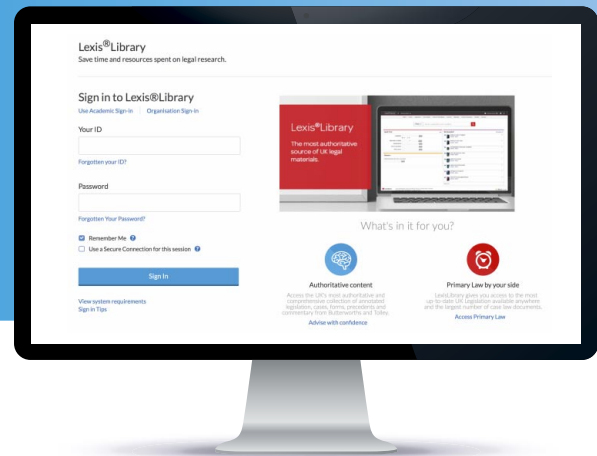 Lexis®Library
Save time and resources spent on legal research.
Sign in to Lexis®Library
Use Academic Sign-in | Organisation Sign-in
Your ID
Forgotten your ID?
Password
Forgotten Your Password?
Remember Me ?
Use a Secure Connection for this session ?
Sign In
View system requirements
Sign in Tips
Lexis®Library
The most authoritative
source of UK legal
materials.
What's in it for you?
Authoritative content
Access the UK's most authoritative and
comprehensive collection of annotated
legislation, cases, forms, precedents and
commentary from Butterworths and Tolley.
Advise with confidence
Primary Law by your side
LexisLibrary gives you access to the most
up-to-date UK Legislation available anywhere
and the largest number of case law documents.
Access Primary Law